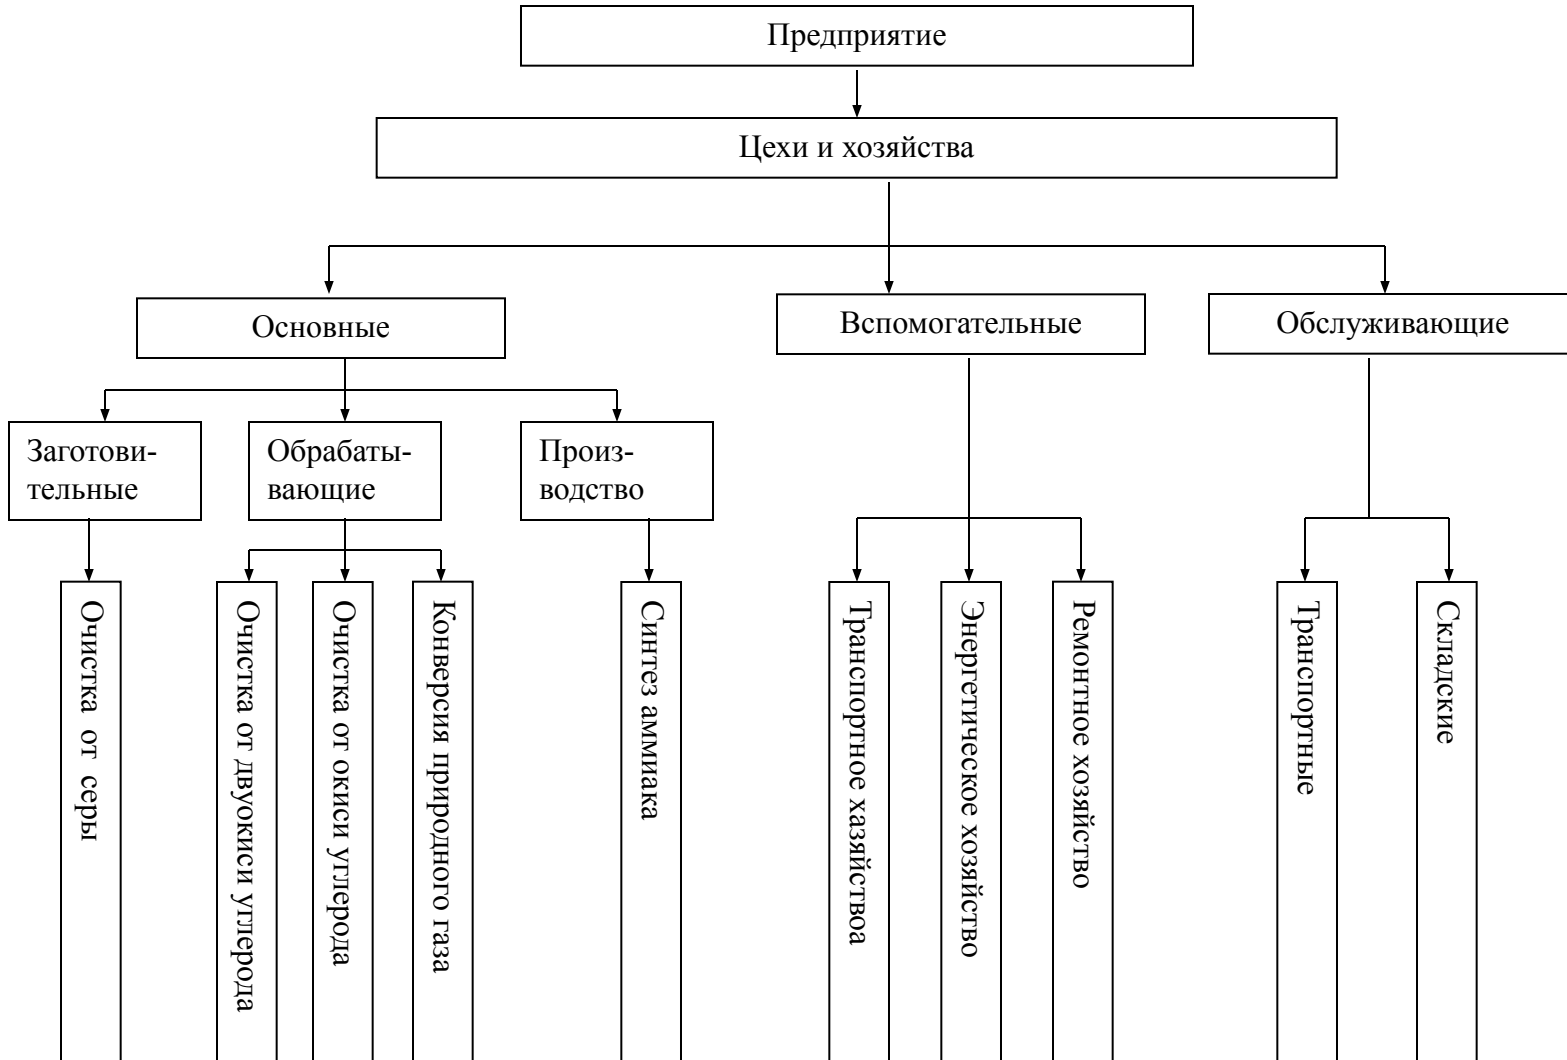 Предприятие
Цехи и хозяйства
Основные
Вспомогательные
Обслуживающие
Заготови-
тельные
Обрабаты-
вающие
Произ-
водство
Очистка от серы
Очистка от двуокиси углерода
Очистка от окиси углерода
Конверсия природного газа
Синтез аммиака
Транспортное хазяйствоа
Энергетическое хозяйство
Ремонтное хозяйство
Транспортные
Складские